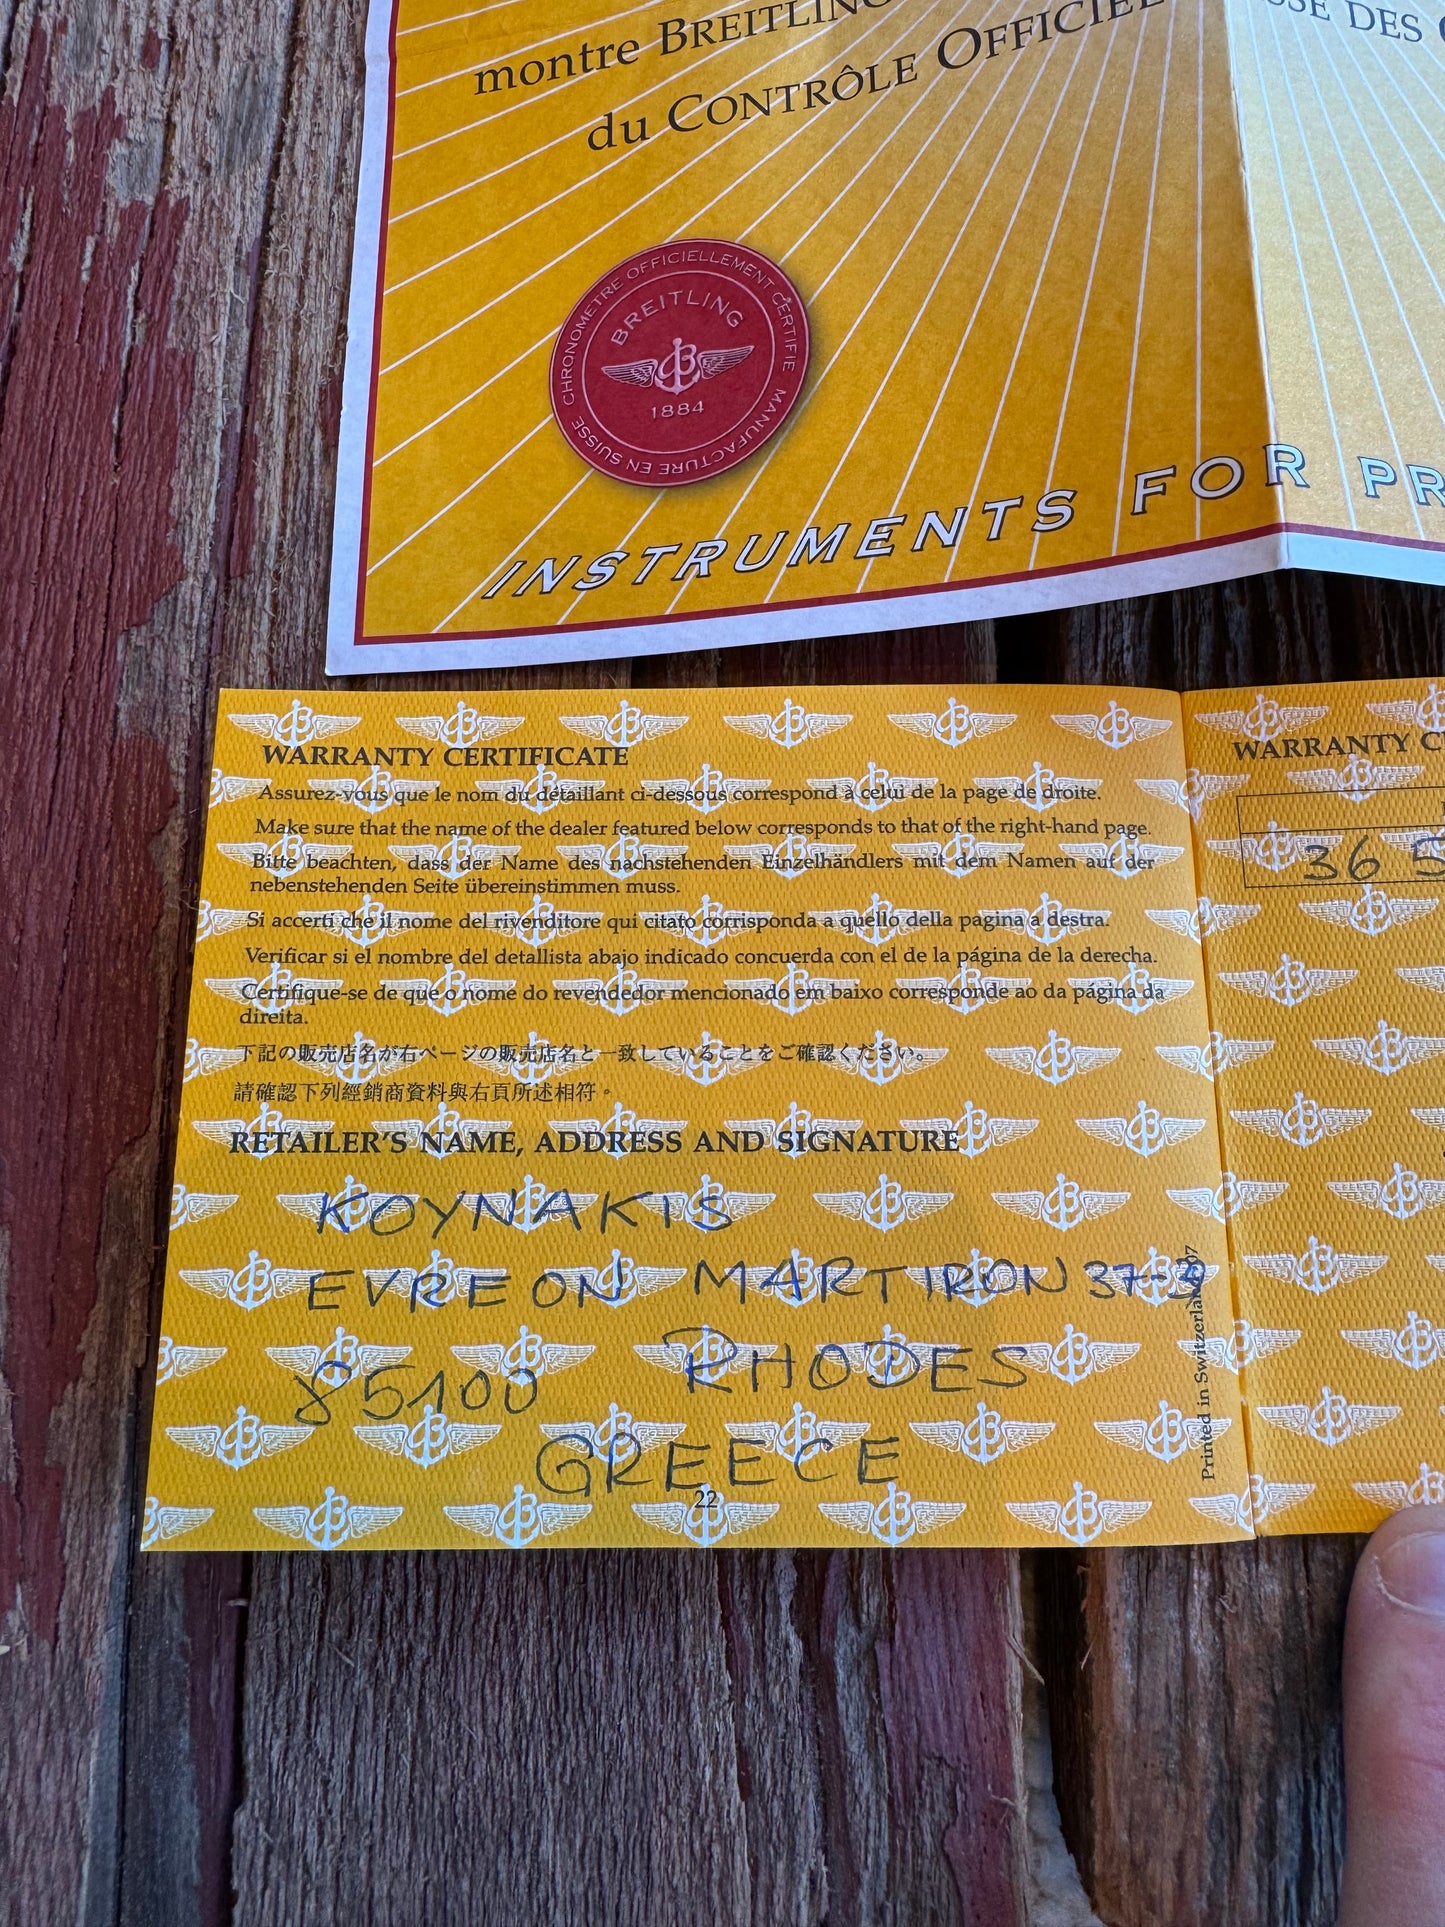 montre BREITLING
SSE DES
du CONTRÔLE OFFICIEL
CHRONOMETRE OFFICIELLEMENT CERTIFIE MANUFACTURE EN SUISSE
BREITLING
B
1884
INSTRUMENTS FOR PR
WARRANTY CERTIFICATE
Assurez-vous que le nom du détaillant ci-dessous correspond à celui de la page de droite.
Make sure that the name of the dealer featured below corresponds to that of the right-hand page.
Bitte beachten, dass der Name des nachstehenden Einzelhändlers mit dem Namen auf der
nebenstehenden Seite übereinstimmen muss.
Si accerti che il nome del rivenditore qui citato corrisponda a quello della pagina a destra.
Verificar si el nombre del detallista abajo indicado concuerda con el de la página de la derecha.
Certifique-se de que o nome do revendedor mencionado em baixo corresponde ao da página da
direita.
下記の販売店名が右ページの販売店名と一致していることをご確認ください。
請確認下列經銷商資料與右頁所述相符。
RETAILER'S NAME, ADDRESS AND SIGNATURE
KOYNAKIS
EVREON MARTIRON
85100 RHODES
GREECE
22
Printed in Switzerland
WARRANTY C
36 5